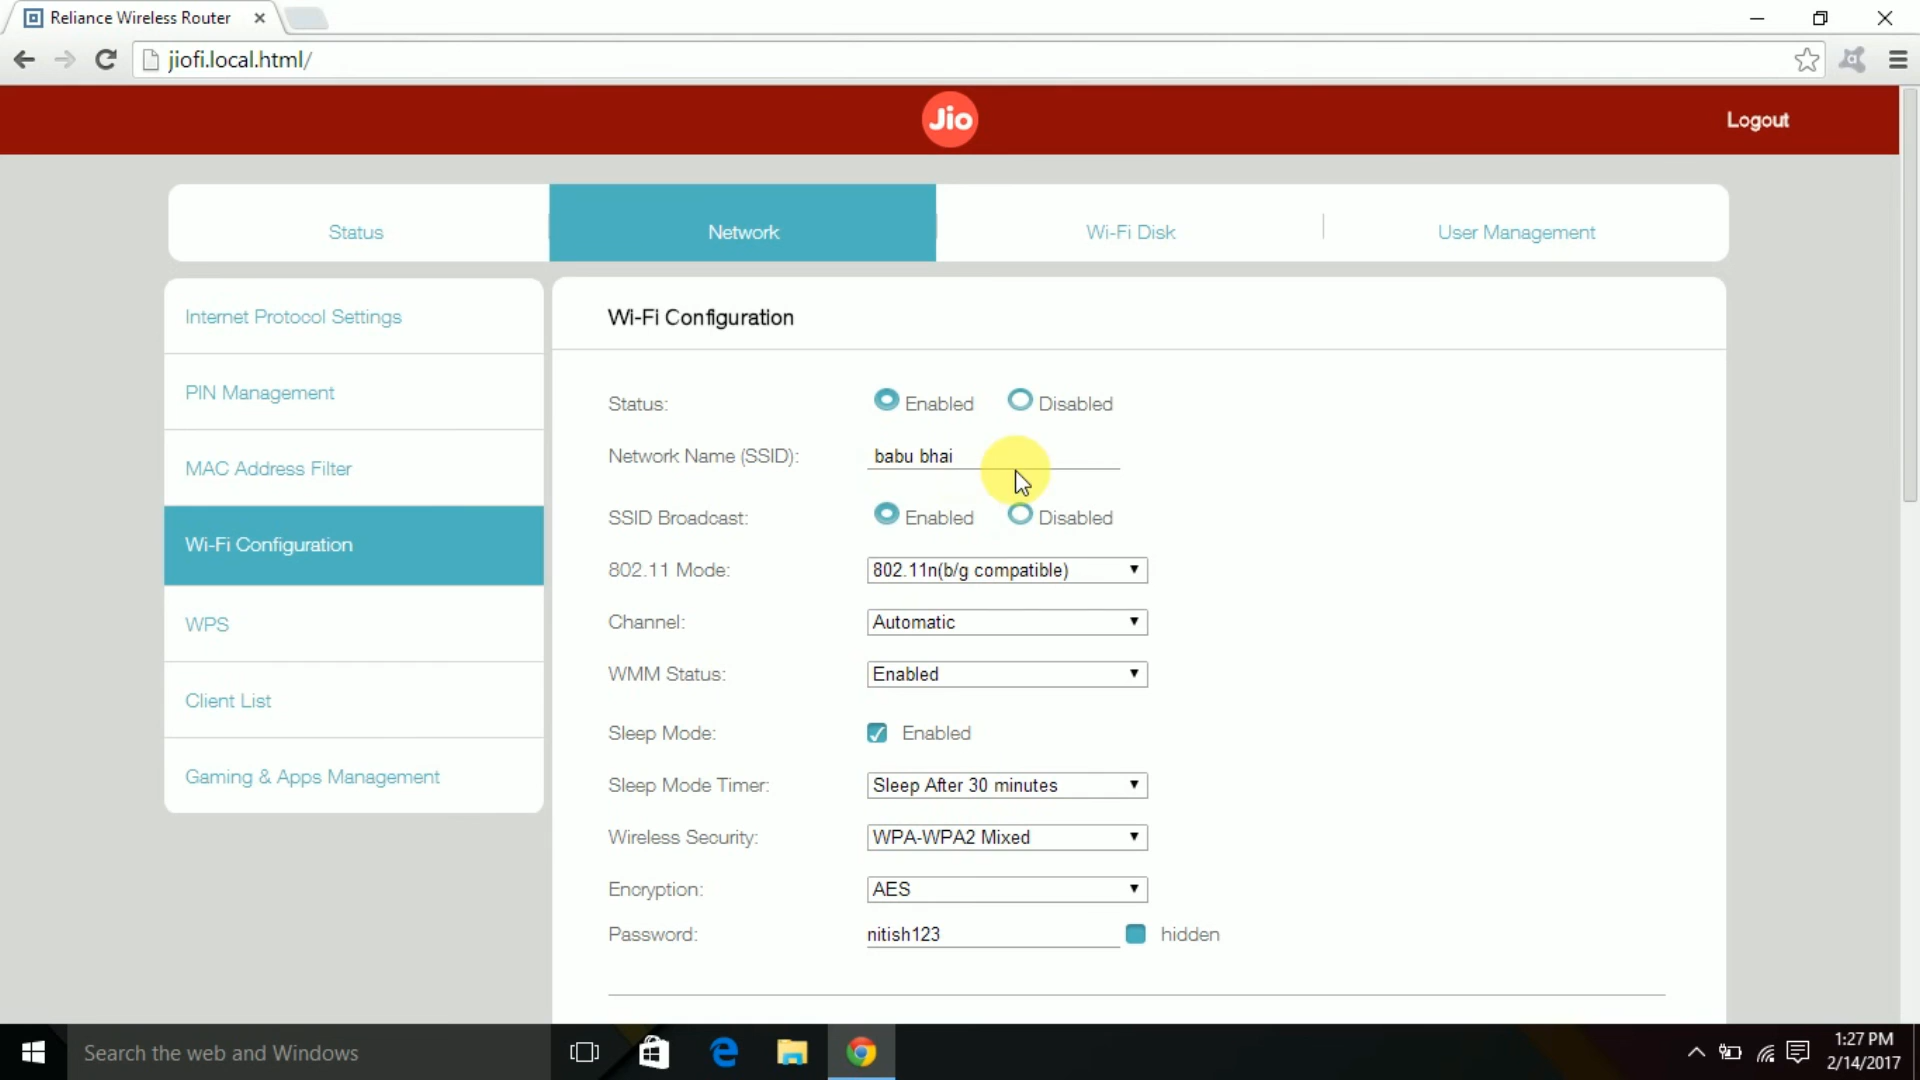 Reliance Wireless Router
jiofi.local.html/
Jio
Logout
Status
Network
Wi-Fi Disk
User Management
Internet Protocol Settings
PIN Management
MAC Address Filter
Wi-Fi Configuration
WPS
Client List
Gaming & Apps Management
Wi-Fi Configuration
Status: Enabled Disabled
Network Name (SSID): babu bhai
SSID Broadcast: Enabled Disabled
802.11 Mode: 802.11n(b/g compatible)
Channel: Automatic
WMM Status: Enabled
Sleep Mode: Enabled
Sleep Mode Timer: Sleep After 30 minutes
Wireless Security: WPA-WPA2 Mixed
Encryption: AES
Password: nitish123 hidden
Search the web and Windows
1:27 PM
2/14/2017